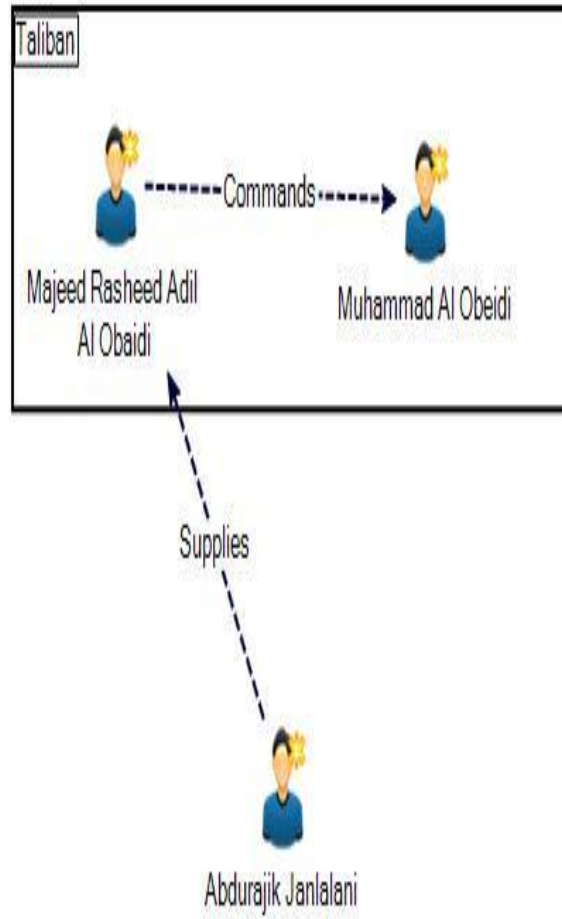 Taliban
Commands
Majeed Rasheed Adil
Al Obaidi
Muhammad Al Obeidi
Supplies
Abdurajik Janlalani